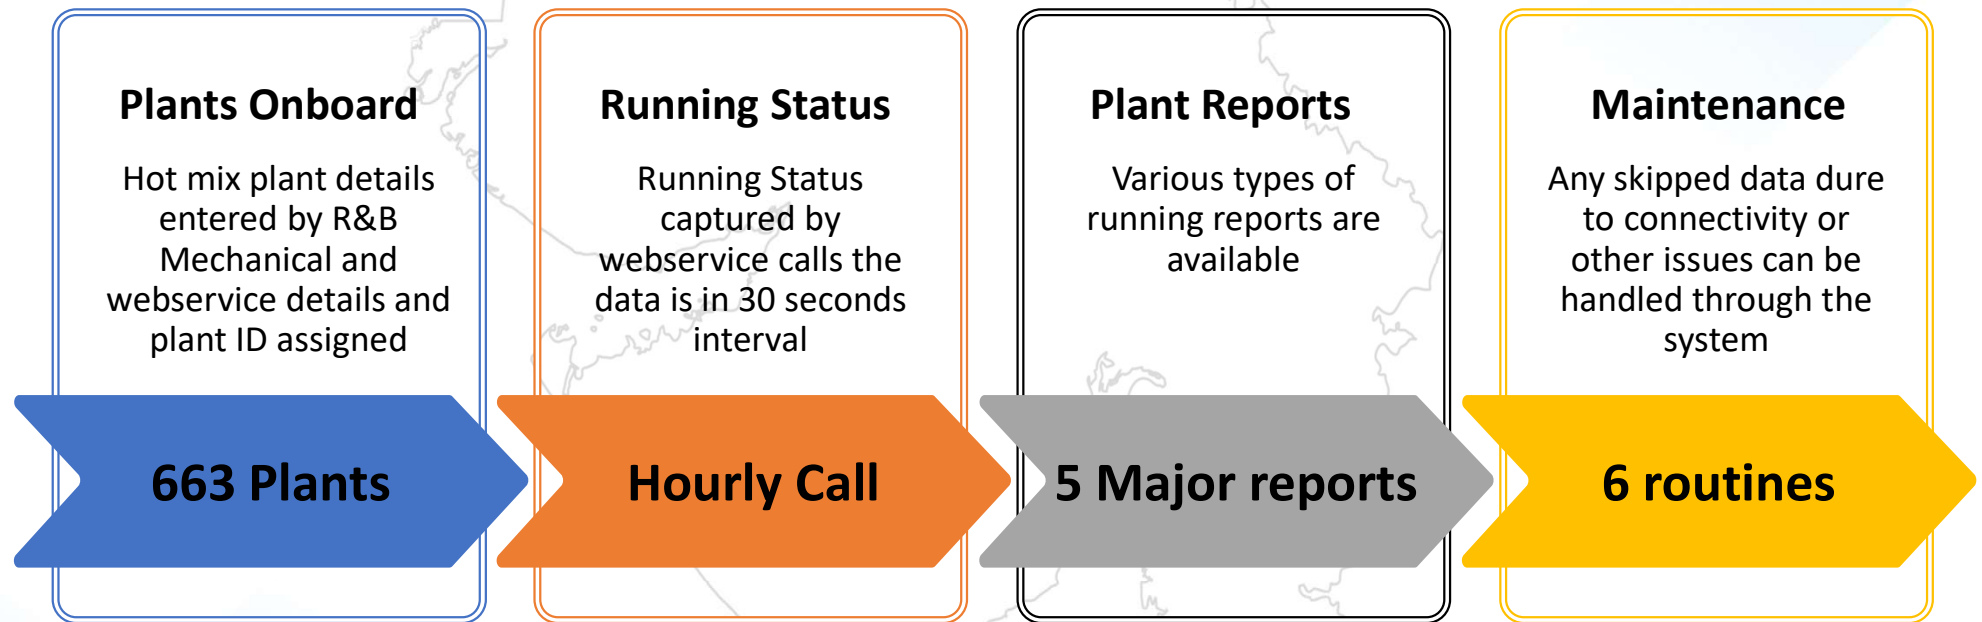 Plants Onboard
Hot mix plant details
entered by R&B
Mechanical and
webservice details and
plant ID assigned
663 Plants
Running Status
Running Status
captured by
webservice calls the
data is in 30 seconds
interval
Hourly Call
Plant Reports
Various types of
running reports are
available
5 Major reports
Maintenance
Any skipped data dure
to connectivity or
other issues can be
handled through the
system
6 routines